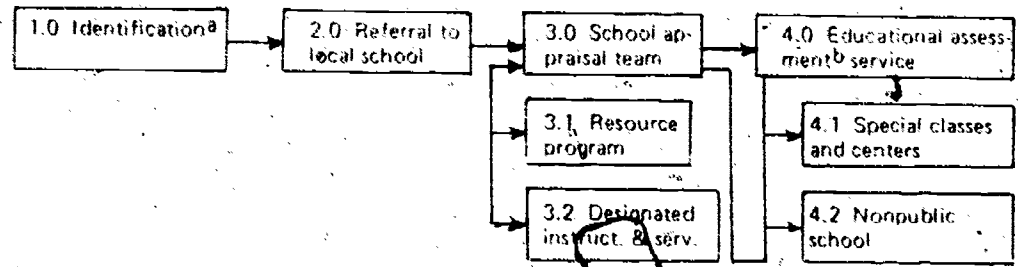 1.0 Identificationa
2.0 Referral to
local school
3.0 School ap-
praisal team
4.0 Educational assess-
mentb service
3.1 Resource
program
4.1 Special classes
and centers
3.2 Designated
instruct. & serv.
4.2 Nonpublic
school